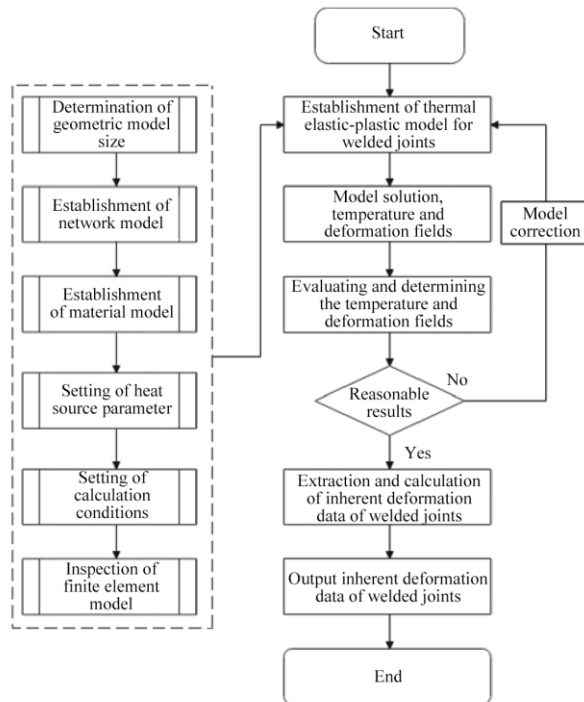 Start
Determination of
geometric model
size
Establishment of
network model
Establishment
of material model
Setting of heat
source parameter
Setting of
calculation
conditions
Inspection of
finite element
model
Establishment of thermal
elastic-plastic model for
welded joints
Model solution,
temperature and
deformation fields
Model
correction
Evaluating and determining
the temperature and
deformation fields
Reasonable
results
No
Yes
Extraction and calculation
of inherent deformation
data of welded joints
Output inherent deformation
data of welded joints
End